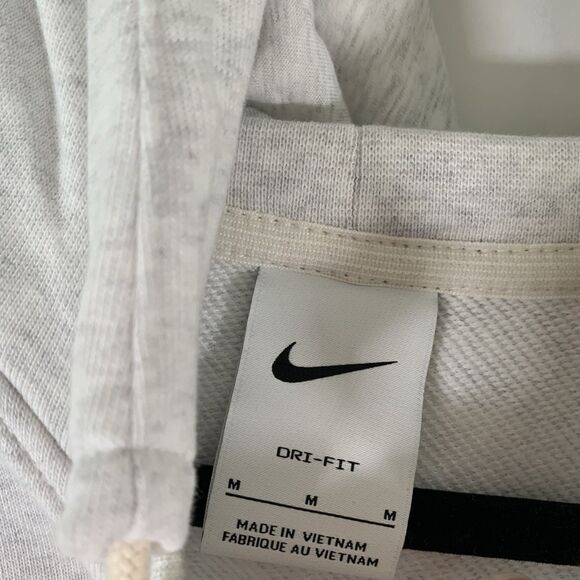 DRI-FIT
M M M
MADE IN VIETNAM
FABRIQUE AU VIETNAM